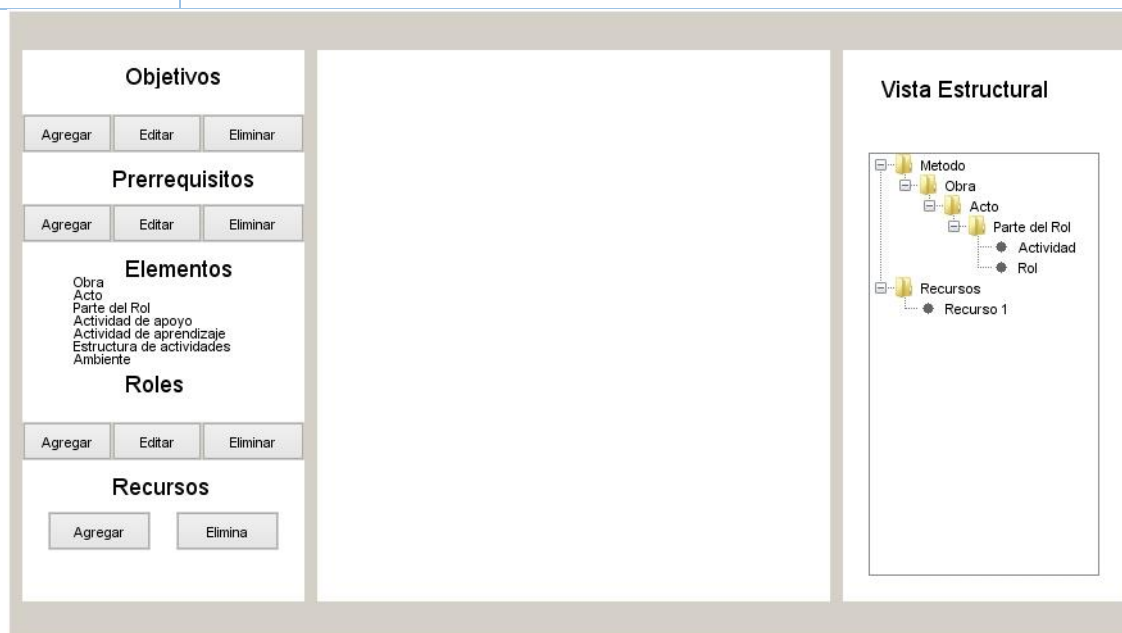 Objetivos
Agregar Editar Eliminar
Prerrequisitos
Agregar Editar Eliminar
Elementos
Obra
Acto
Parte del Rol
Actividad de apoyo
Actividad de aprendizaje
Estructura de actividades
Ambiente
Roles
Agregar Editar Eliminar
Recursos
Agregar Elimina
Vista Estructural
Metodo
Obra
Acto
Parte del Rol
Actividad
Rol
Recursos
Recurso 1